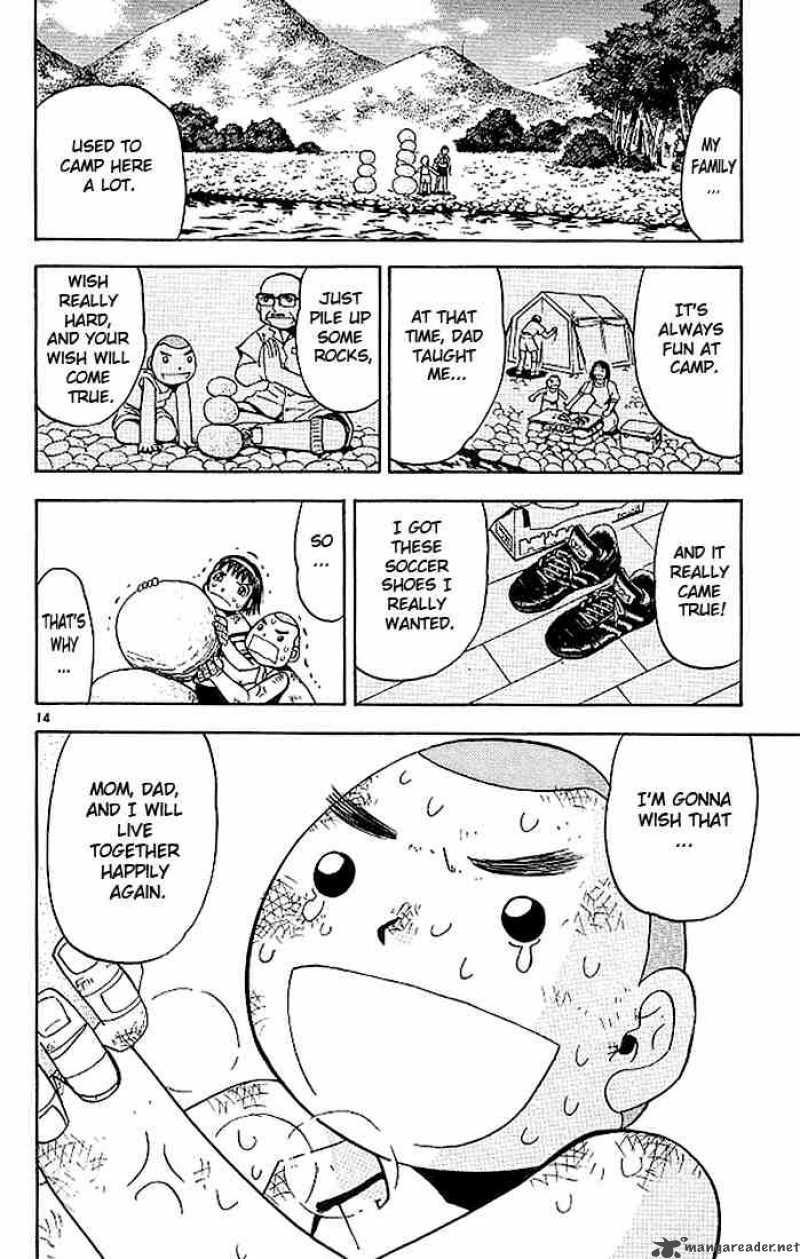 MY
FAMILY
...
USED TO
CAMP HERE
A LOT.
IT'S
ALWAYS
FUN AT
CAMP.
AT THAT
TIME, DAD
TAUGHT
ME...
JUST
PILE UP
SOME
ROCKS,
WISH
REALLY
HARD,
AND YOUR
WISH WILL
COME
TRUE.
AND IT
REALLY
CAME
TRUE!
I GOT
THESE
SOCCER
SHOES I
REALLY
WANTED.
SO
...
THAT'S
WHY
...
14
I'M GONNA
WISH THAT
...
MOM, DAD,
AND I WILL
LIVE
TOGETHER
HAPPILY
AGAIN.
mangareader.net